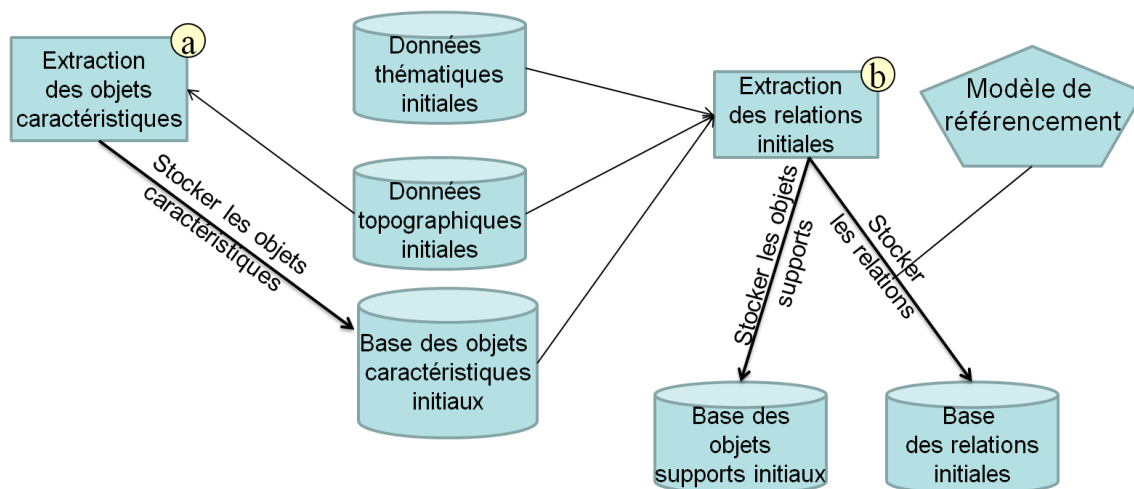 a
Extraction
des objets
caractéristiques
Données
thématiques
initiales
b
Extraction
des relations
initiales
Modèle de
référencement
Stocker les objets
caractéristiques
Données
topographiques
initiales
Stocker les objets
supports
Stocker
les relations
Base des objets
caractéristiques
initiaux
Base des
objets
supports initiaux
Base
des relations
initiales